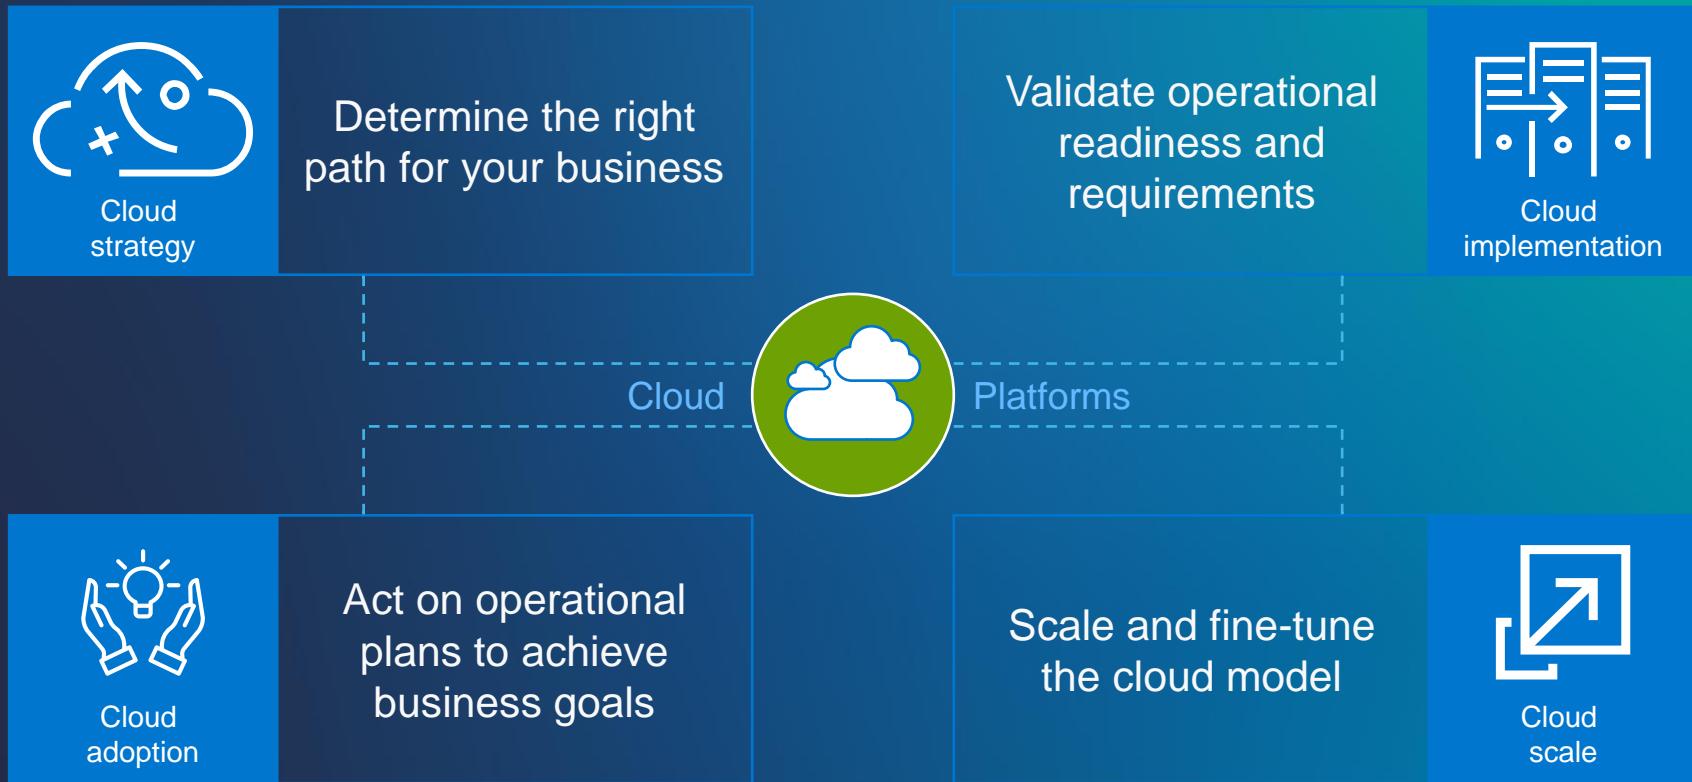 Cloud
strategy
Determine the right
path for your business
Validate operational
readiness and
requirements
Cloud
implementation
Cloud
Platforms
Cloud
adoption
Act on operational
plans to achieve
business goals
Scale and fine-tune
the cloud model
Cloud
scale